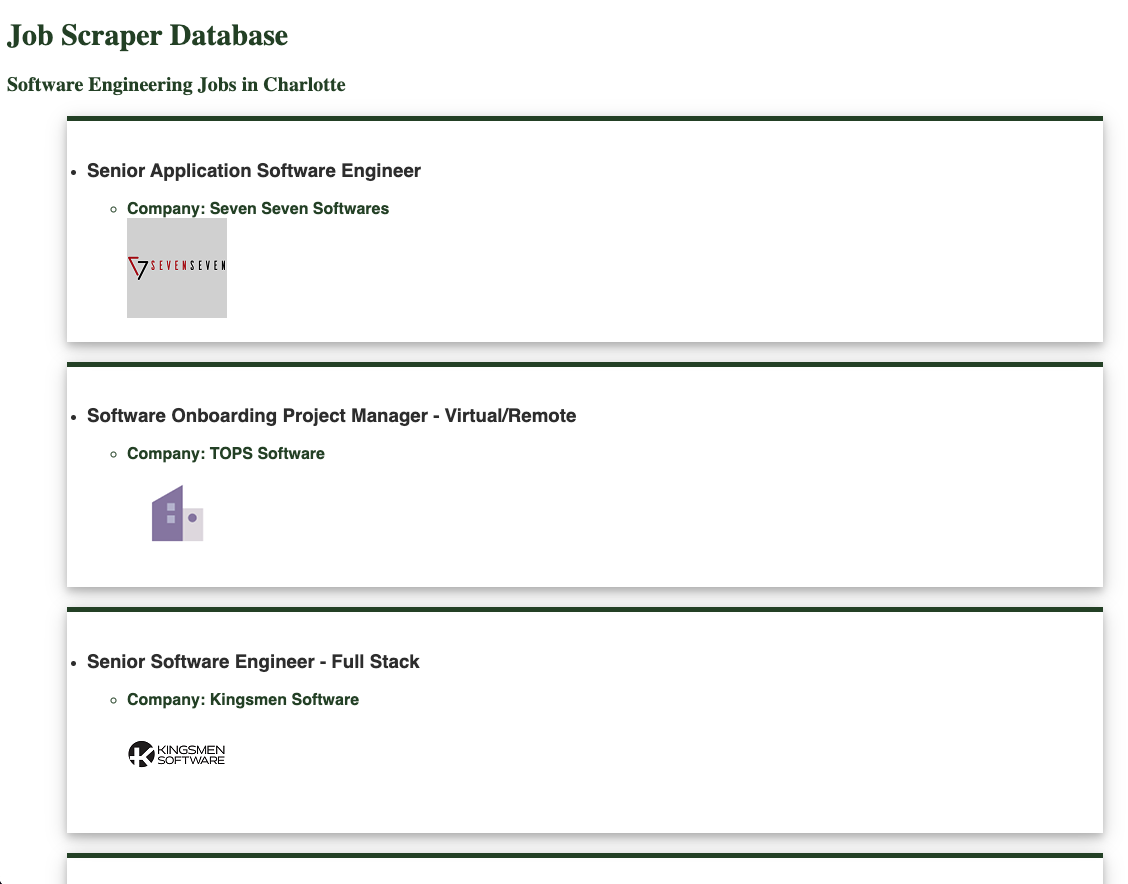 Job Scraper Database
Software Engineering Jobs in Charlotte
Senior Application Software Engineer
Company: Seven Seven Softwares
SEVENSEVEN
Software Onboarding Project Manager - Virtual/Remote
Company: TOPS Software
Senior Software Engineer - Full Stack
Company: Kingsmen Software
KINGSMEN
SOFTWARE